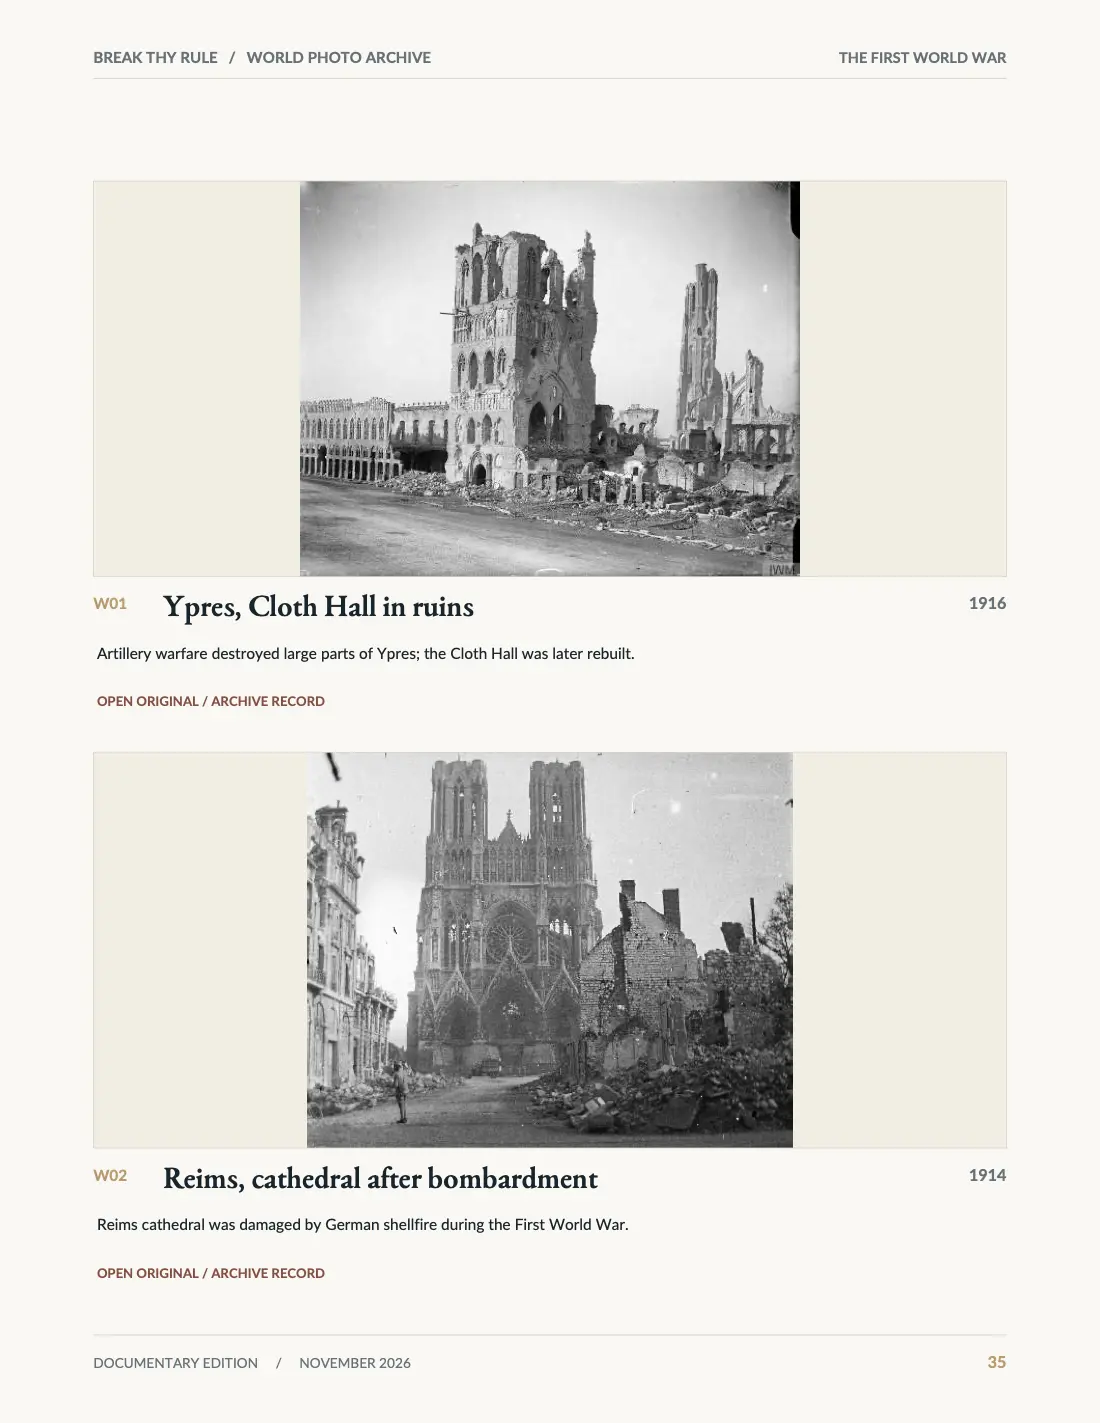 BREAK THY RULE / WORLD PHOTO ARCHIVE
THE FIRST WORLD WAR
IWM
W01 Ypres, Cloth Hall in ruins 1916
Artillery warfare destroyed large parts of Ypres; the Cloth Hall was later rebuilt.
OPEN ORIGINAL / ARCHIVE RECORD
W02 Reims, cathedral after bombardment 1914
Reims cathedral was damaged by German shellfire during the First World War.
OPEN ORIGINAL / ARCHIVE RECORD
DOCUMENTARY EDITION / NOVEMBER 2026
35